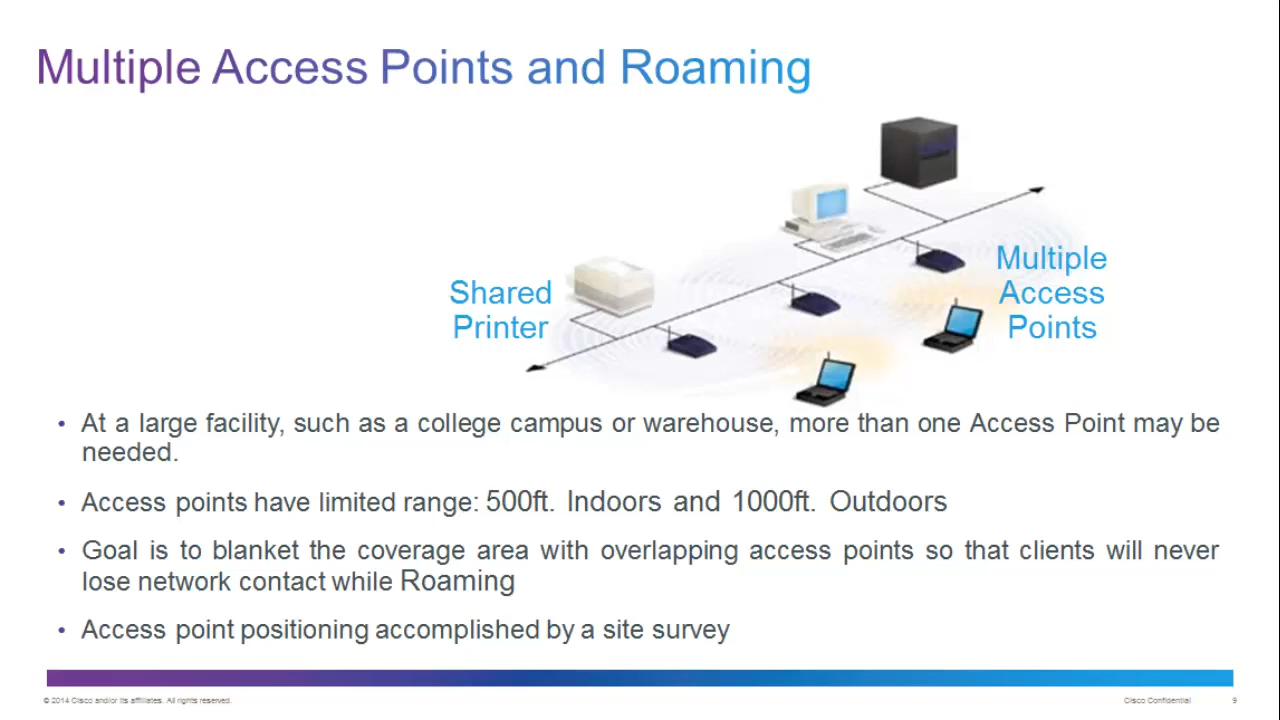 Multiple Access Points and Roaming
Multiple
Access
Points
Shared
Printer
• At a large facility, such as a college campus or warehouse, more than one Access Point may be
needed.
• Access points have limited range: 500ft. Indoors and 1000ft. Outdoors
• Goal is to blanket the coverage area with overlapping access points so that clients will never
lose network contact while Roaming
• Access point positioning accomplished by a site survey
© 2014 Cisco and/or its affiliates. All rights reserved.
Cisco Confidential
9